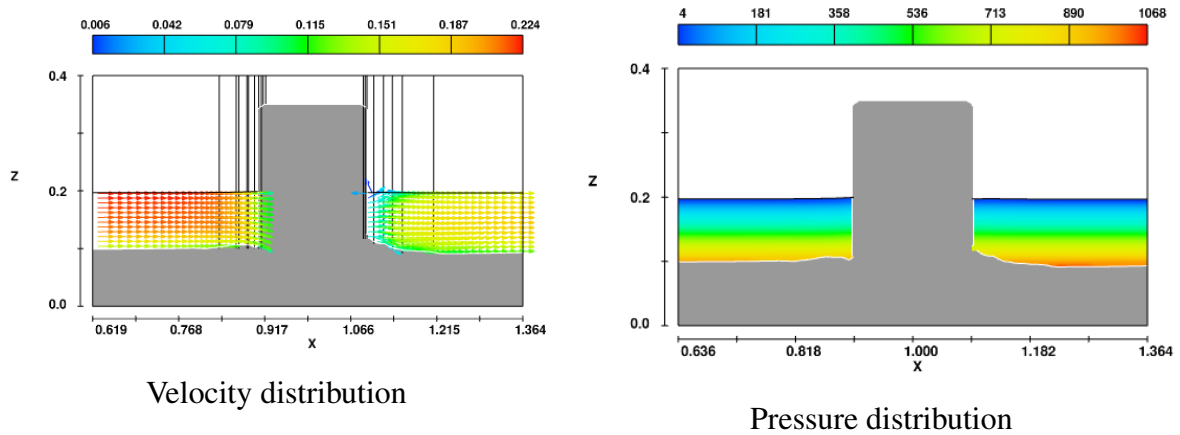 0.006 0.042 0.079 0.115 0.151 0.187 0.224
0.4
z
0.2
0.0
0.619 0.768 0.917 1.066 1.215 1.364
x
Velocity distribution
4 181 358 536 713 890 1068
0.4
z
0.2
0.0
0.636 0.818 1.000 1.182 1.364
x
Pressure distribution